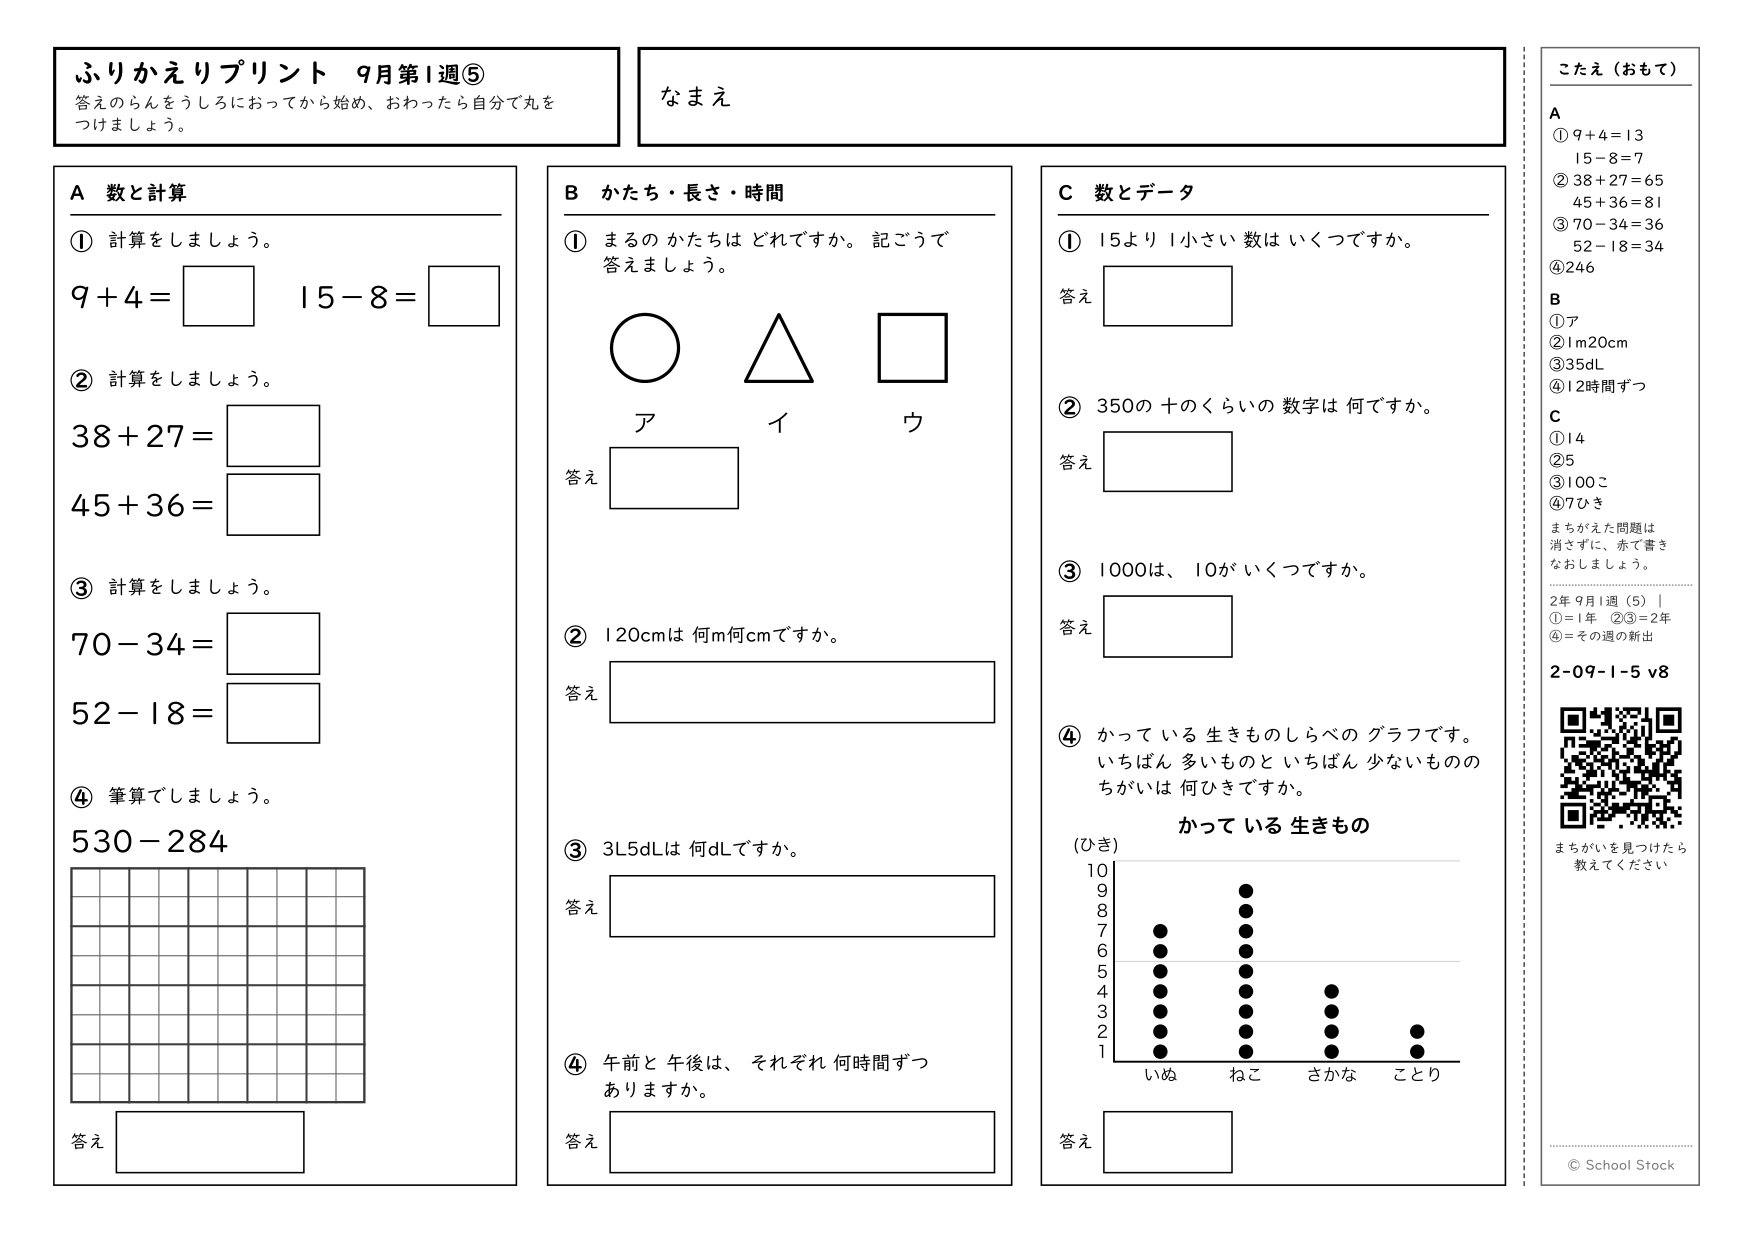 ふりかえりプリント　9月第1週⑤
答えのらんをうしろにおってから始め、おわったら自分で丸を
つけましょう。
なまえ
A　数と計算
① 計算をしましょう。
9＋4＝
15－8＝
② 計算をしましょう。
38＋27＝
45＋36＝
③ 計算をしましょう。
70－34＝
52－18＝
④ 筆算でしましょう。
530－284
答え
B　かたち・長さ・時間
① まるの かたちは どれですか。 記ごうで
答えましょう。
ア　イ　ウ
答え
② 120cmは 何m何cmですか。
答え
③ 3L5dLは 何dLですか。
答え
④ 午前と 午後は、 それぞれ 何時間ずつ
ありますか。
答え
C　数とデータ
① 15より 1小さい 数は いくつですか。
答え
② 350の 十のくらいの 数字は 何ですか。
答え
③ 1000は、 10が いくつですか。
答え
④ かって いる 生きものしらべの グラフです。
いちばん 多いものと いちばん 少ないものの
ちがいは 何ひきですか。
かって いる 生きもの
(ひき)
10
9
8
7
6
5
4
3
2
1
いぬ　ねこ　さかな　ことり
答え
こたえ（おもて）
A
① 9＋4＝13
15－8＝7
② 38＋27＝65
45＋36＝81
③ 70－34＝36
52－18＝34
④246
B
①ア
②1m20cm
③35dL
④12時間ずつ
C
①14
②5
③100こ
④7ひき
まちがえた問題は
消さずに、赤で書き
なおしましょう。
2年 9月1週（5）｜
①＝1年　②③＝2年
④＝その週の新出
2-09-1-5 v8
まちがいを見つけたら
教えてください
© School Stock